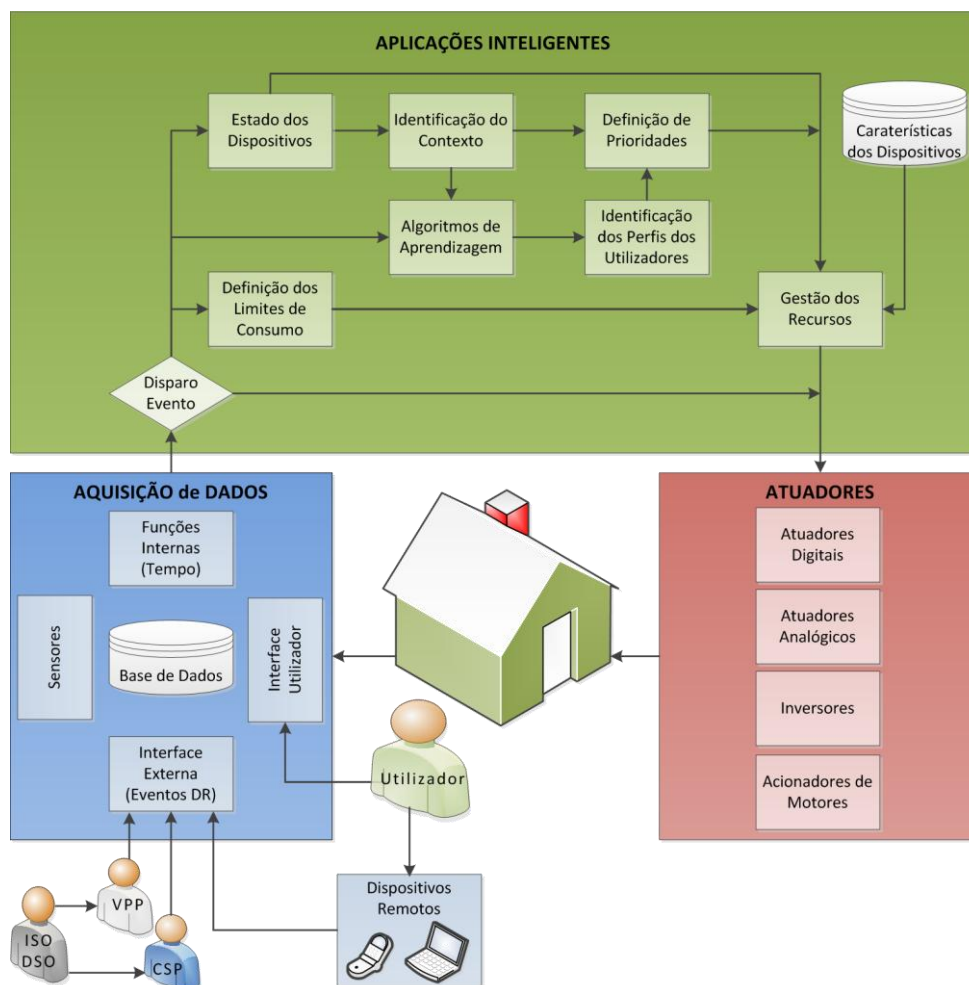 APLICAÇÕES INTELIGENTES
Estado dos
Dispositivos
Identificação do
Contexto
Definição de
Prioridades
Caraterísticas
dos Dispositivos
Algoritmos de
Aprendizagem
Identificação
dos Perfis dos
Utilizadores
Definição dos
Limites de
Consumo
Gestão dos
Recursos
Disparo
Evento
AQUISIÇÃO de DADOS
Funções
Internas
(Tempo)
Sensores
Base de Dados
Interface
Utilizador
Interface
Externa
(Eventos DR)
ATUADORES
Atuadores
Digitais
Atuadores
Analógicos
Inversores
Acionadores de
Motores
Utilizador
Dispositivos
Remotos
VPP
ISO
DSO
CSP